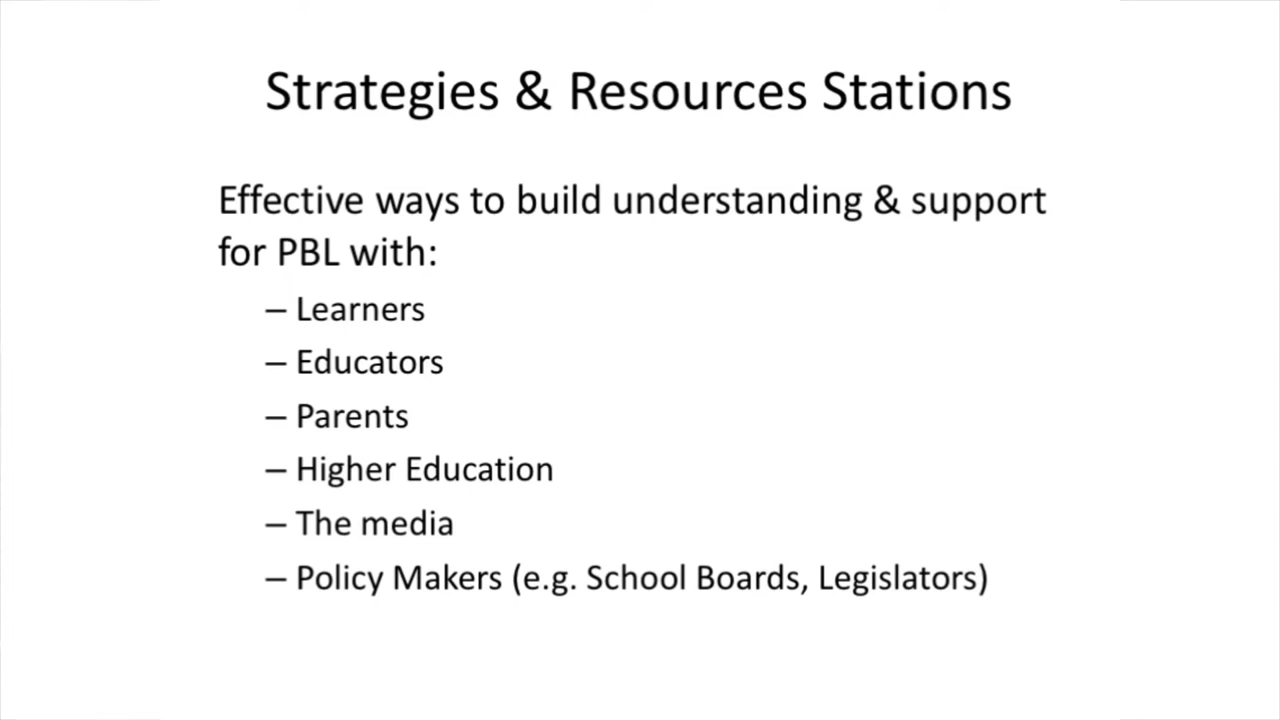 Strategies & Resources Stations
Effective ways to build understanding & support
for PBL with:
– Learners
– Educators
– Parents
– Higher Education
– The media
– Policy Makers (e.g. School Boards, Legislators)